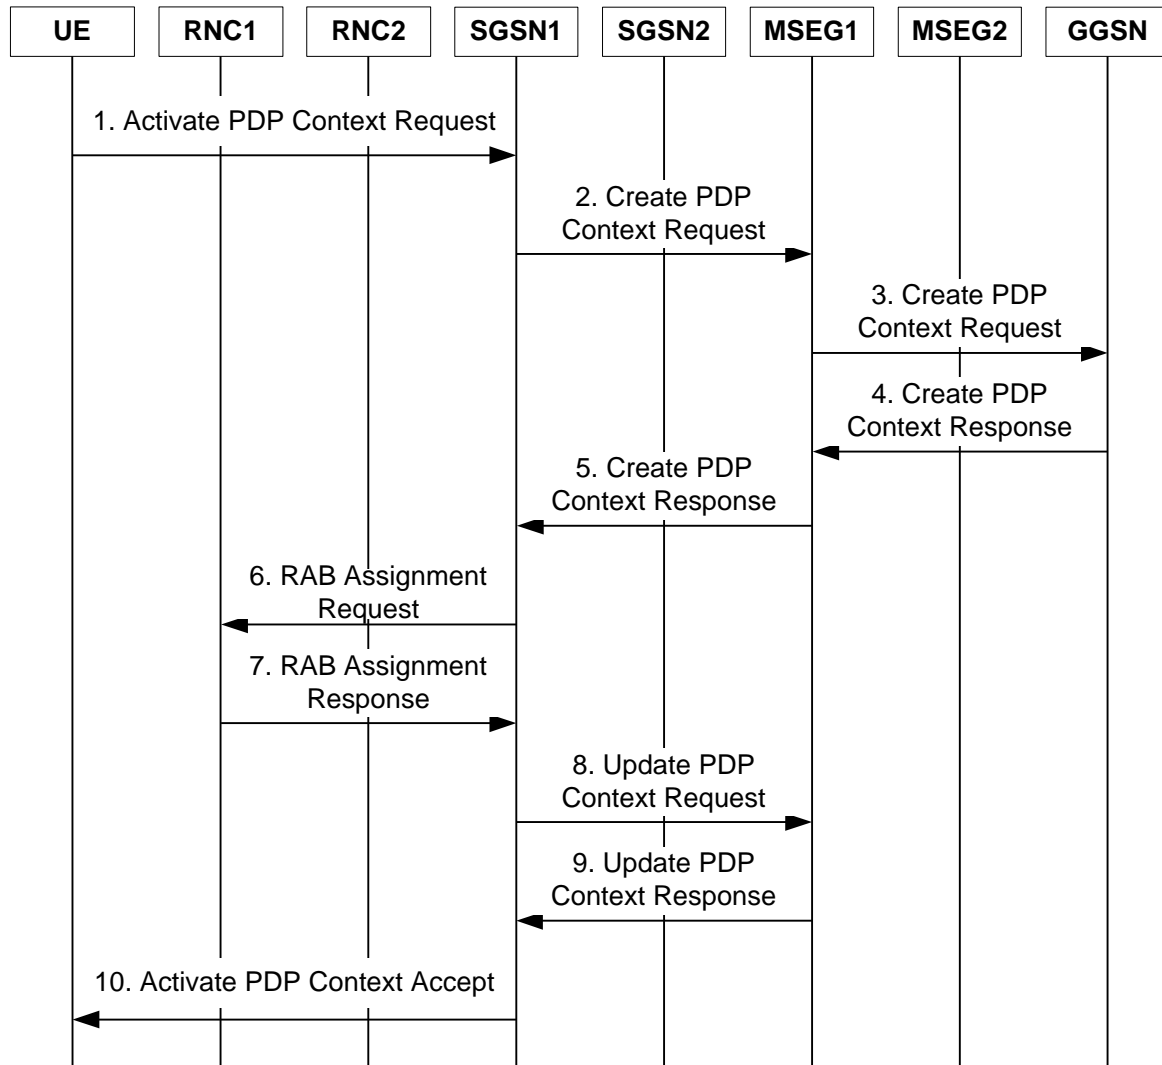 UE RNC1 RNC2 SGSN1 SGSN2 MSEG1 MSEG2 GGSN
1. Activate PDP Context Request
2. Create PDP
Context Request
3. Create PDP
Context Request
4. Create PDP
Context Response
5. Create PDP
Context Response
6. RAB Assignment
Request
7. RAB Assignment
Response
8. Update PDP
Context Request
9. Update PDP
Context Response
10. Activate PDP Context Accept